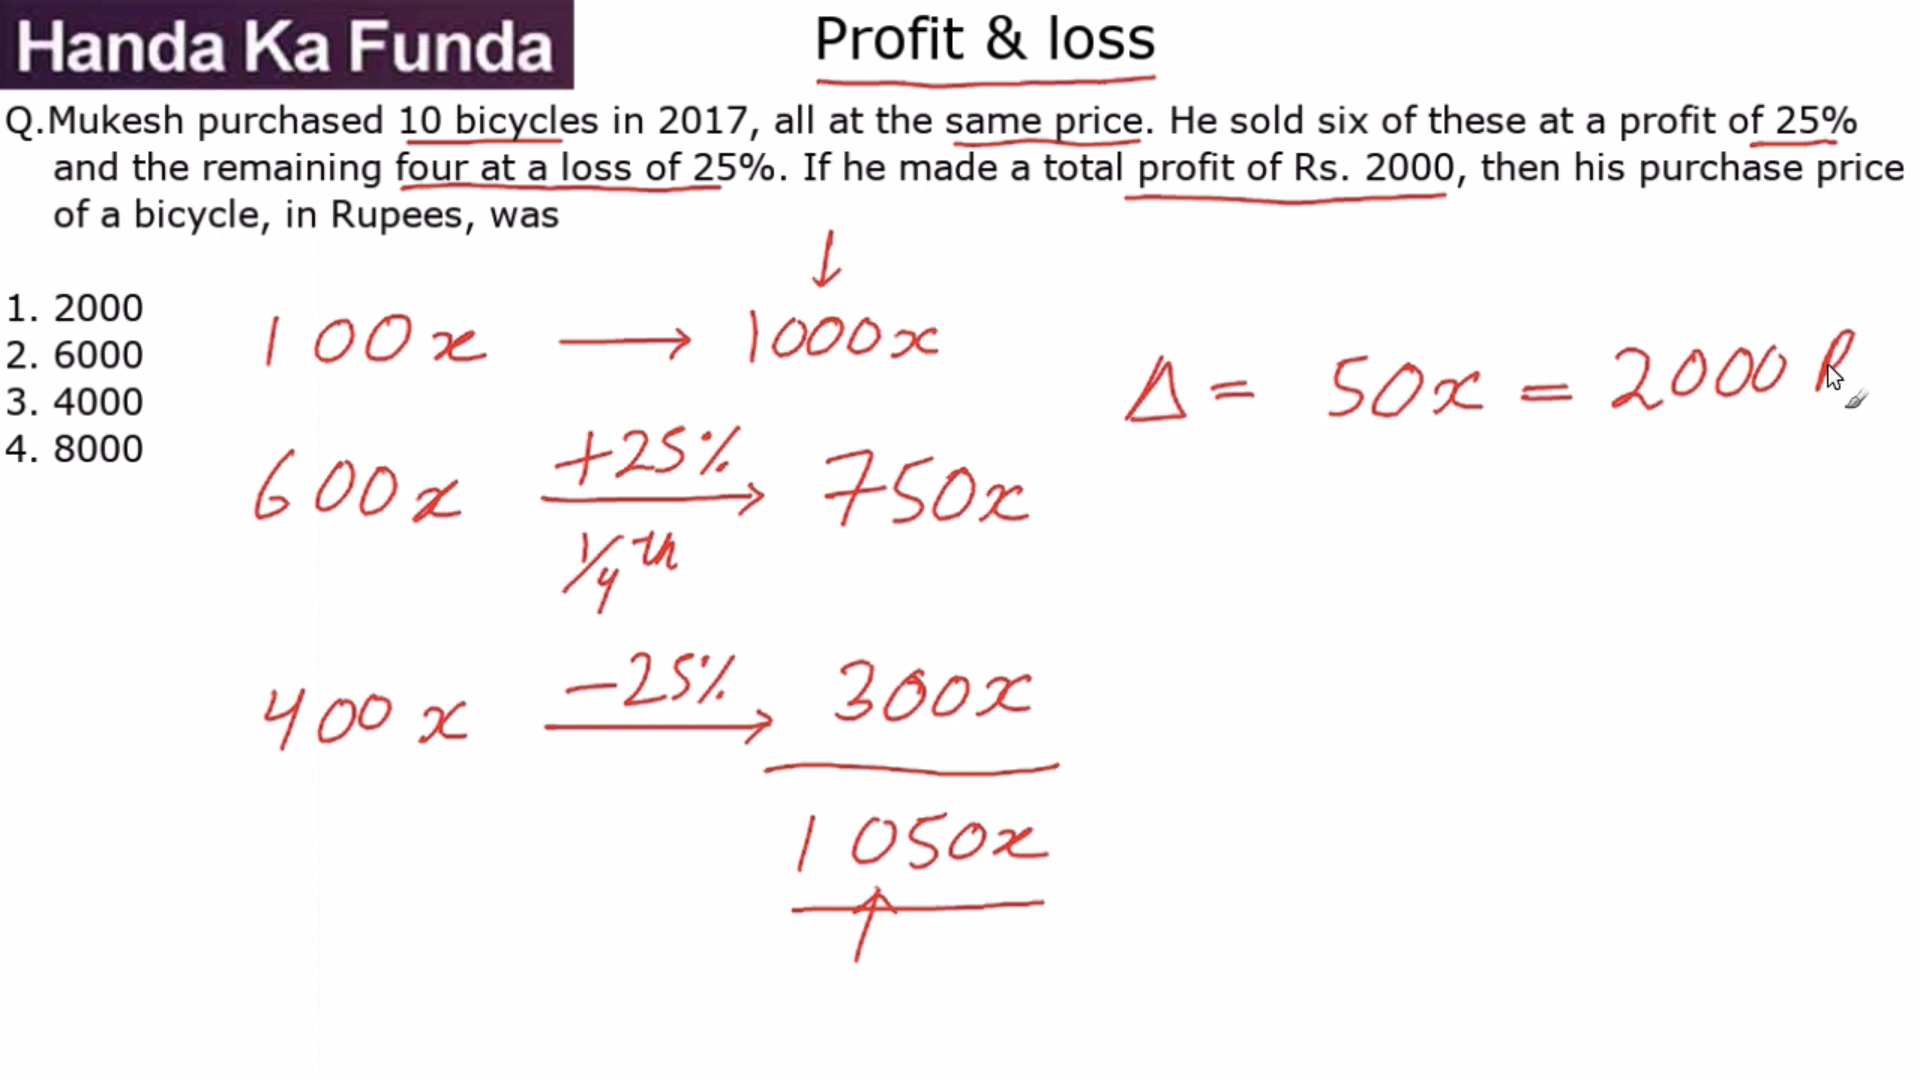 Handa Ka Funda
Profit & loss
Q.Mukesh purchased 10 bicycles in 2017, all at the same price. He sold six of these at a profit of 25%
and the remaining four at a loss of 25%. If he made a total profit of Rs. 2000, then his purchase price
of a bicycle, in Rupees, was
1. 2000
2. 6000
3. 4000
4. 8000
100x → 1000x
Δ = 50x = 2000
+25%
600x → 750x
1/4th
-25%
400x → 300x
1050x